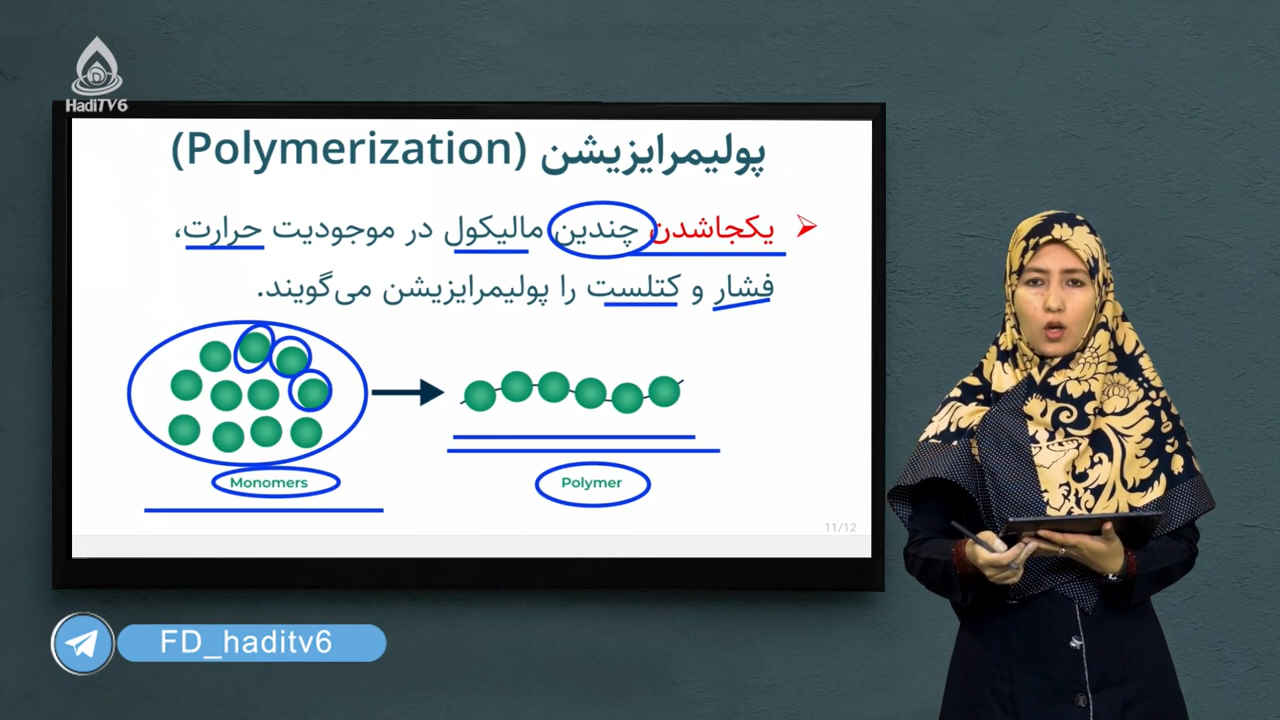 HadiTV6
پولیمرایزیشن (Polymerization)
یکجاشدن چندین مالیکول در موجودیت حرارت،
فشار و کتلست را پولیمرایزیشن می‌گویند.
Monomers
Polymer
11/12
FD_haditv6